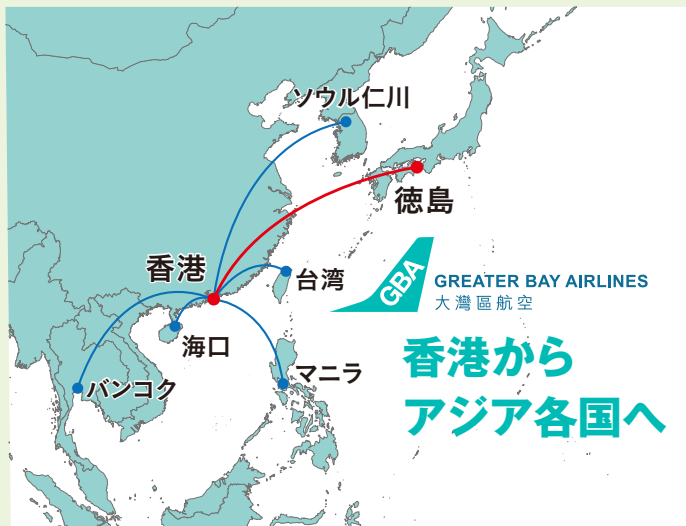 ソウル仁川
徳島
香港
台湾
海口
バンコク
マニラ
GBA
GREATER BAY AIRLINES
大灣區航空
香港から
アジア各国へ